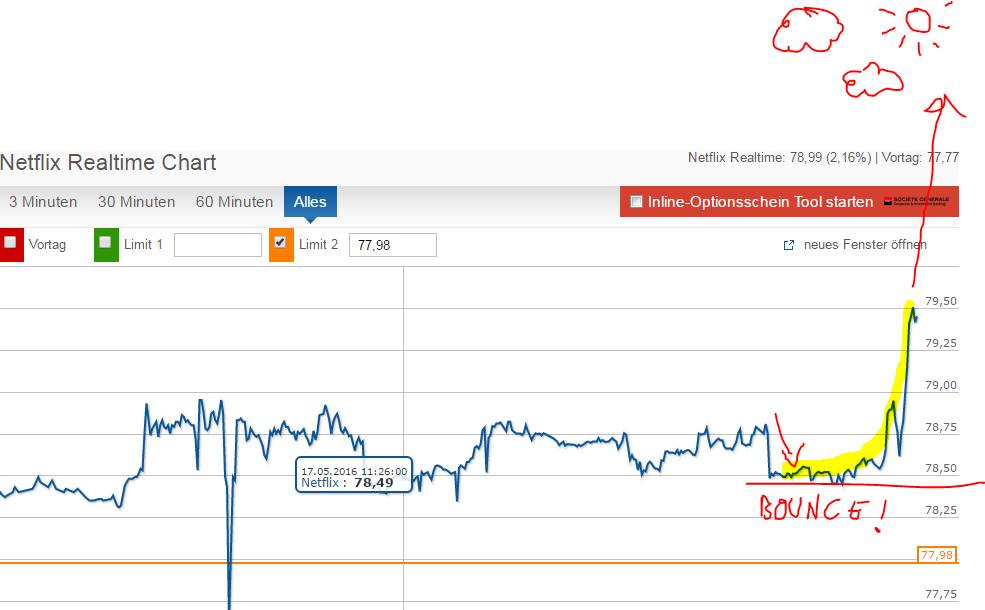 Netflix Realtime Chart
Netflix Realtime: 78,99 (2,16%) | Vortag: 77,77
3 Minuten 30 Minuten 60 Minuten Alles
Inline-Optionsschein Tool starten SOCIETE GENERALE
Corporate & Investment Banking
Vortag Limit 1 Limit 2 77,98 neues Fenster öffnen
79,50
79,25
79,00
78,75
17.05.2016 11:26:00
Netflix : 78,49
78,50
BOUNCE!
78,25
77,98
77,75